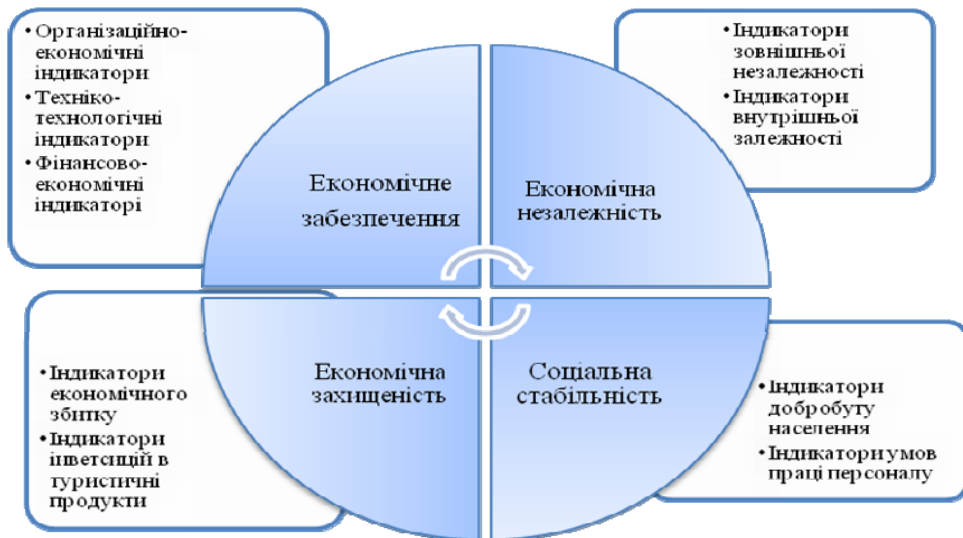 • Організаційно-
економічні
індикатори
• Техніко-
технологічні
індикатори
• Фінансово-
економічні
індикаторі
• Індикатори
зовнішньої
незалежності
• Індикатори
внутрішньої
залежності
Економічне
забезпечення
Економічна
незалежність
Економічна
захищеність
Соціальна
стабільність
• Індикатори
економічного
збитку
• Індикатори
інветсицій в
туристичні
продукти
• Індикатори
добробуту
населення
• Індикатори умов
праці персоналу